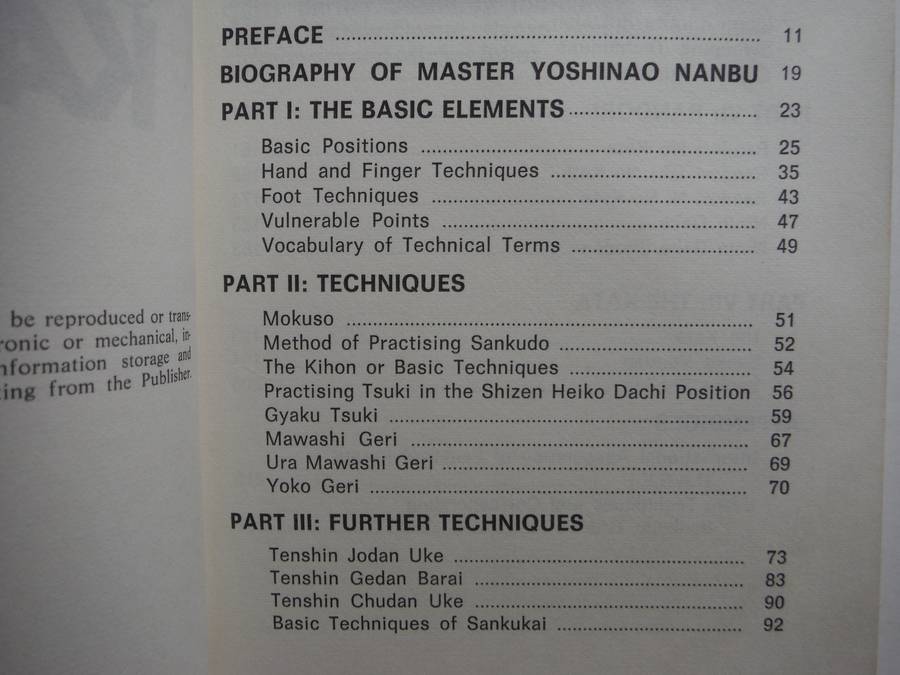 be reproduced or trans-
ronic or mechanical, in-
nformation storage and
ing from the Publisher.
PREFACE 11
BIOGRAPHY OF MASTER YOSHINAO NANBU 19
PART I: THE BASIC ELEMENTS 23
Basic Positions 25
Hand and Finger Techniques 35
Foot Techniques 43
Vulnerable Points 47
Vocabulary of Technical Terms 49
PART II: TECHNIQUES
Mokuso 51
Method of Practising Sankudo 52
The Kihon or Basic Techniques 54
Practising Tsuki in the Shizen Heiko Dachi Position 56
Gyaku Tsuki 59
Mawashi Geri 67
Ura Mawashi Geri 69
Yoko Geri 70
PART III: FURTHER TECHNIQUES
Tenshin Jodan Uke 73
Tenshin Gedan Barai 83
Tenshin Chudan Uke 90
Basic Techniques of Sankukai 92